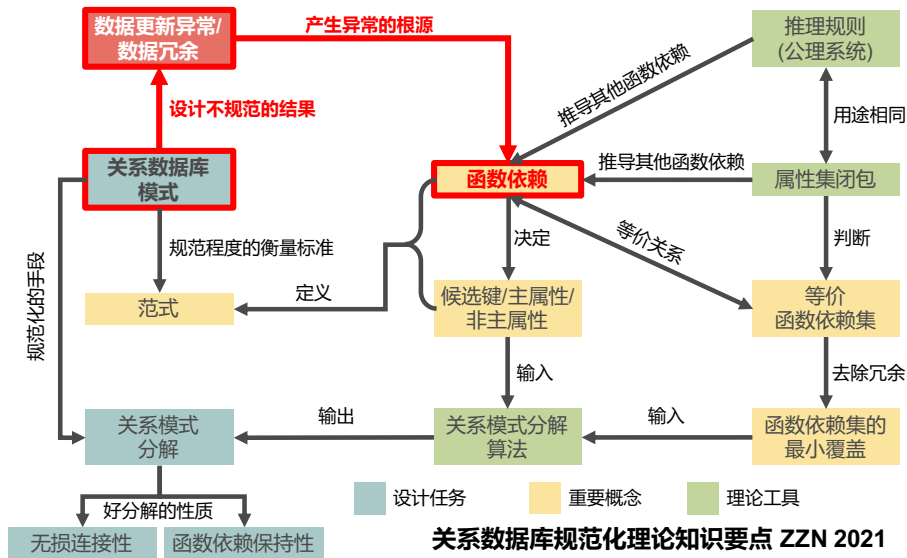 数据更新异常/
数据冗余
产生异常的根源
推理规则
(公理系统)
设计不规范的结果
推导其他函数依赖
用途相同
关系数据库
模式
函数依赖
推导其他函数依赖
属性集闭包
规范化的手段
规范程度的衡量标准
决定
等价关系
判断
范式
定义
候选键/主属性/
非主属性
等价
函数依赖集
输入
去除冗余
关系模式
分解
输出
关系模式分解
算法
输入
函数依赖集的
最小覆盖
好分解的性质
设计任务
重要概念
理论工具
无损连接性
函数依赖保持性
关系数据库规范化理论知识要点 ZZN 2021